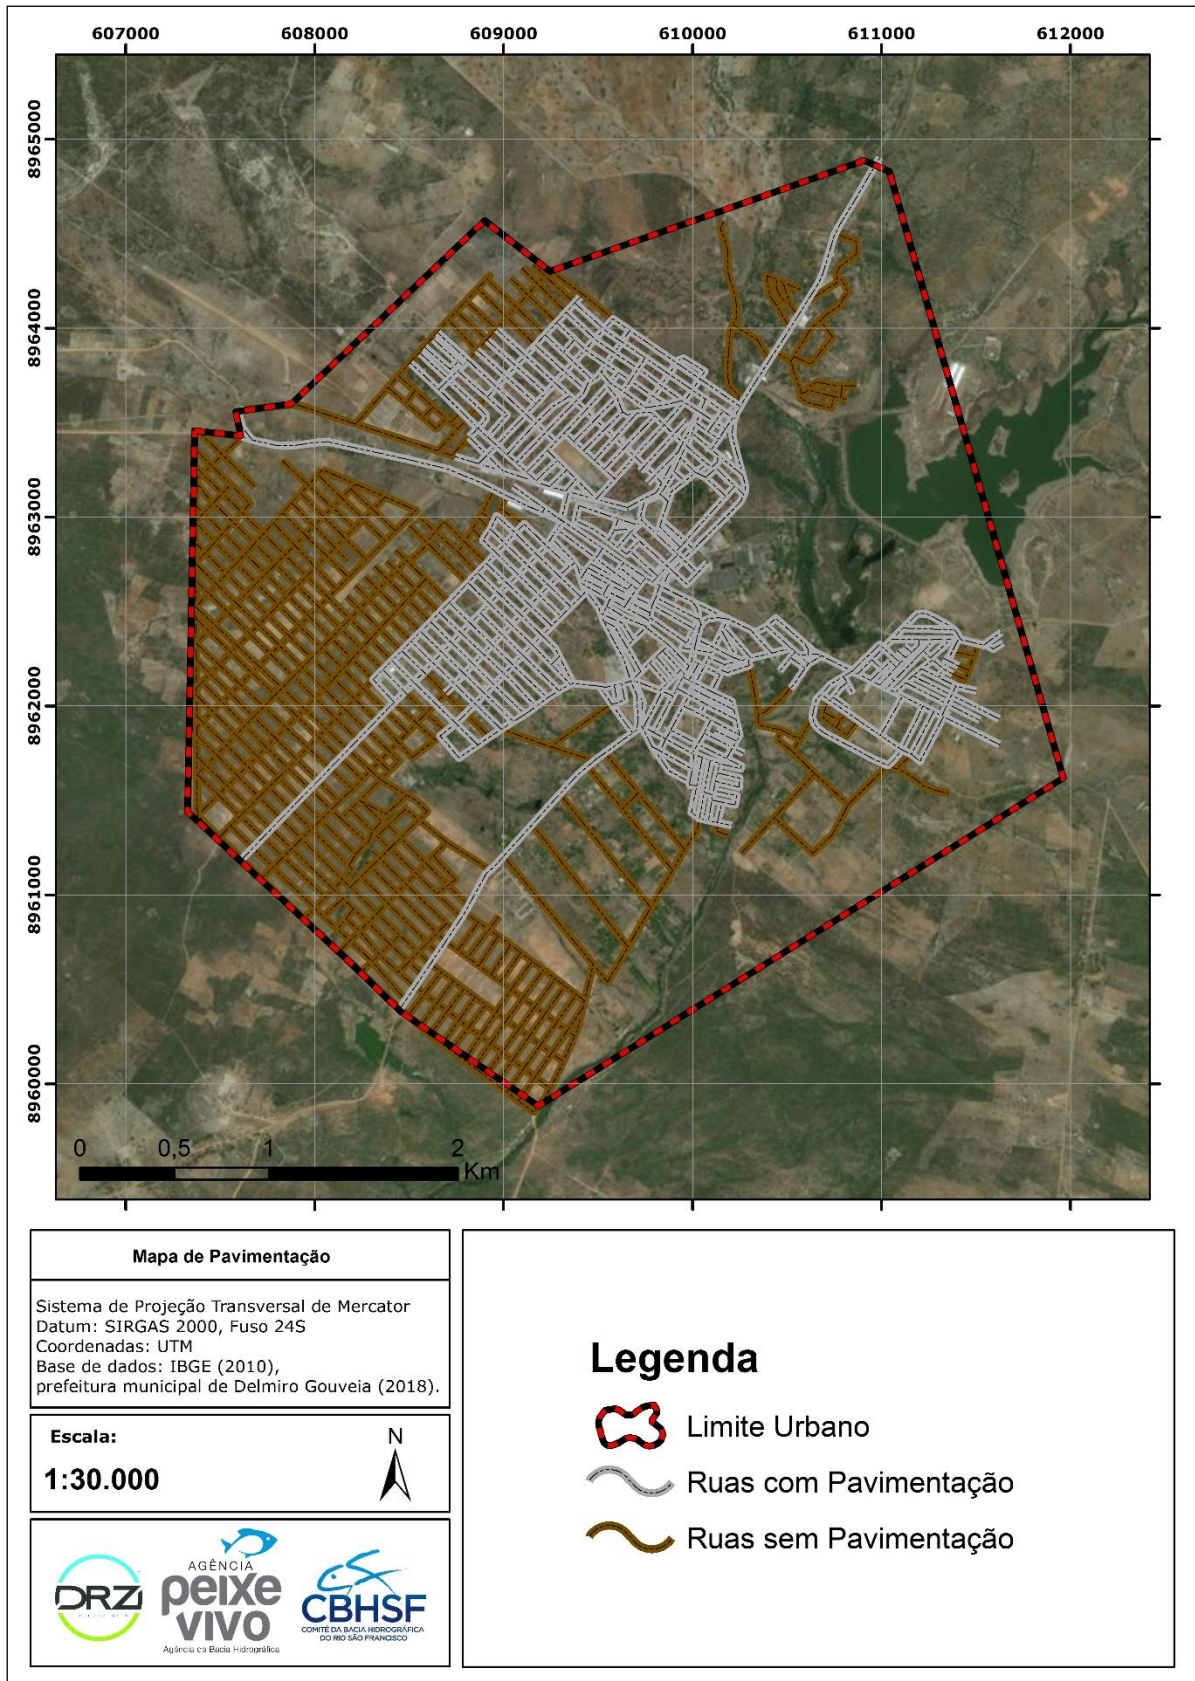 607000 608000 609000 610000 611000 612000
8965000
8964000
8963000
8962000
8961000
8960000
0 0,5 1 2
Km
Mapa de Pavimentação
Sistema de Projeção Transversal de Mercator
Datum: SIRGAS 2000, Fuso 24S
Coordenadas: UTM
Base de dados: IBGE (2010),
prefeitura municipal de Delmiro Gouveia (2018).
Escala:
1:30.000
N
DRZ
AGÊNCIA
peixe
vivo
Agência da Bacia Hidrográfica
CBHSF
COMITÊ DA BACIA HIDROGRÁFICA
DO RIO SÃO FRANCISCO
Legenda
Limite Urbano
Ruas com Pavimentação
Ruas sem Pavimentação